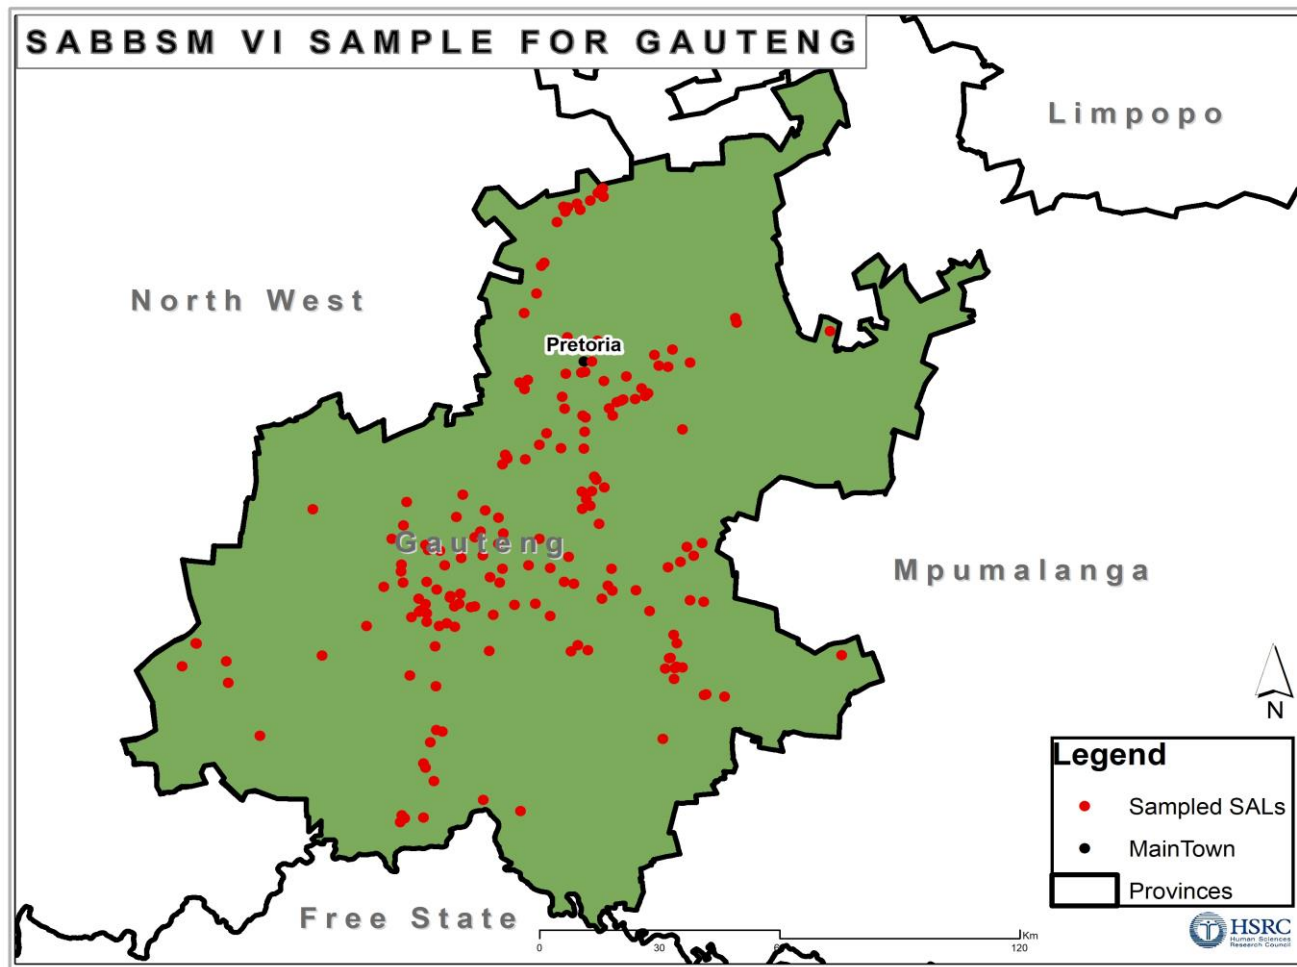 SABBSM VI SAMPLE FOR GAUTENG
Limpopo
North West
Pretoria
Gauteng
Mpumalanga
N
Legend
Sampled SALs
MainTown
Provinces
Free State
HSRC
Human Sciences
Research Council
Km
0 30 60 120